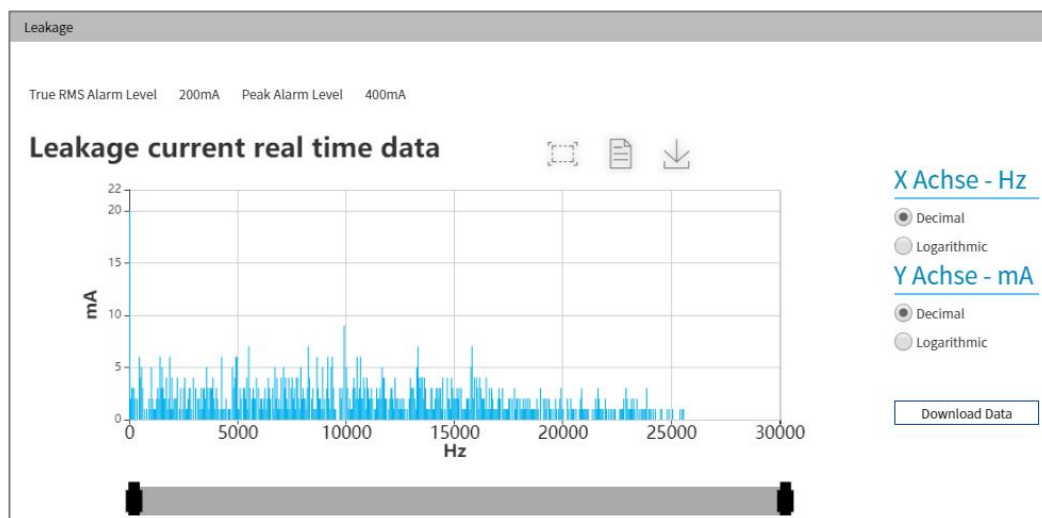 Leakage
True RMS Alarm Level 200mA Peak Alarm Level 400mA
Leakage current real time data
22
20
10
5
0
mA
0 5000 10000 15000 20000 25000 30000
Hz
X Achse - Hz
Decimal
Logarithmic
Y Achse - mA
Decimal
Logarithmic
Download Data